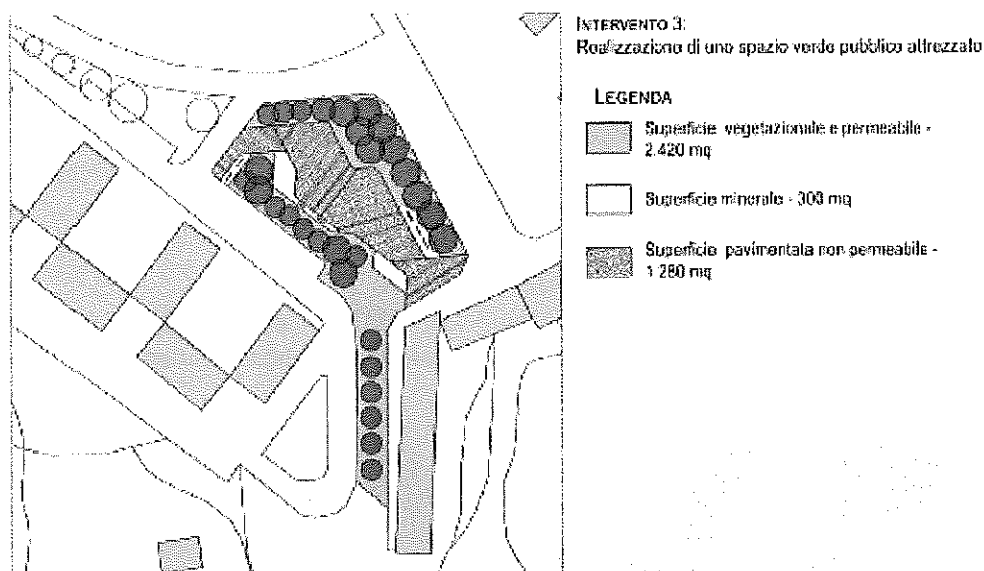 INTERVENTO 3:
Realizzazione di uno spazio verde pubblico attrezzato
LEGENDA
Superficie vegetazionale e permeabile -
2.420 mq
Superficie minerale - 300 mq
Superficie pavimentata non permeabile -
1 280 mq